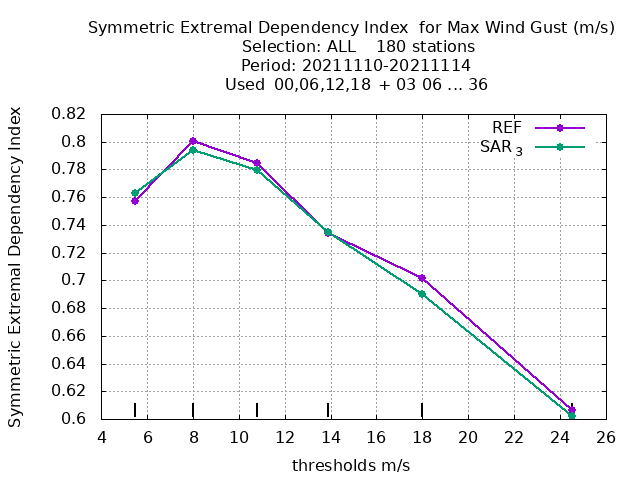 Symmetric Extremal Dependency Index  for Max Wind Gust (m/s)
Selection: ALL    180 stations
Period: 20211110-20211114
Used  00,06,12,18  + 03 06 ... 36
Symmetric Extremal Dependency Index
0.82
0.8
0.78
0.76
0.74
0.72
0.7
0.68
0.66
0.64
0.62
0.6
REF
SAR 3
4 6 8 10 12 14 16 18 20 22 24 26
thresholds m/s